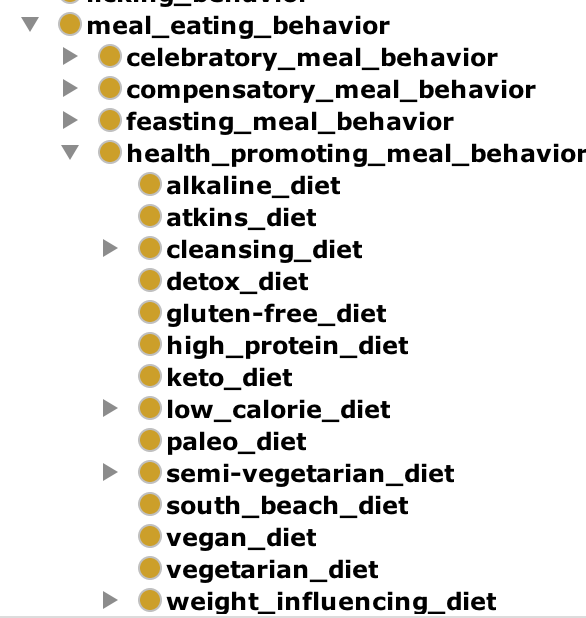 meal_eating_behavior
celebratory_meal_behavior
compensatory_meal_behavior
feasting_meal_behavior
health_promoting_meal_behavior
alkaline_diet
atkins_diet
cleansing_diet
detox_diet
gluten-free_diet
high_protein_diet
keto_diet
low_calorie_diet
paleo_diet
semi-vegetarian_diet
south_beach_diet
vegan_diet
vegetarian_diet
weight_influencing_diet